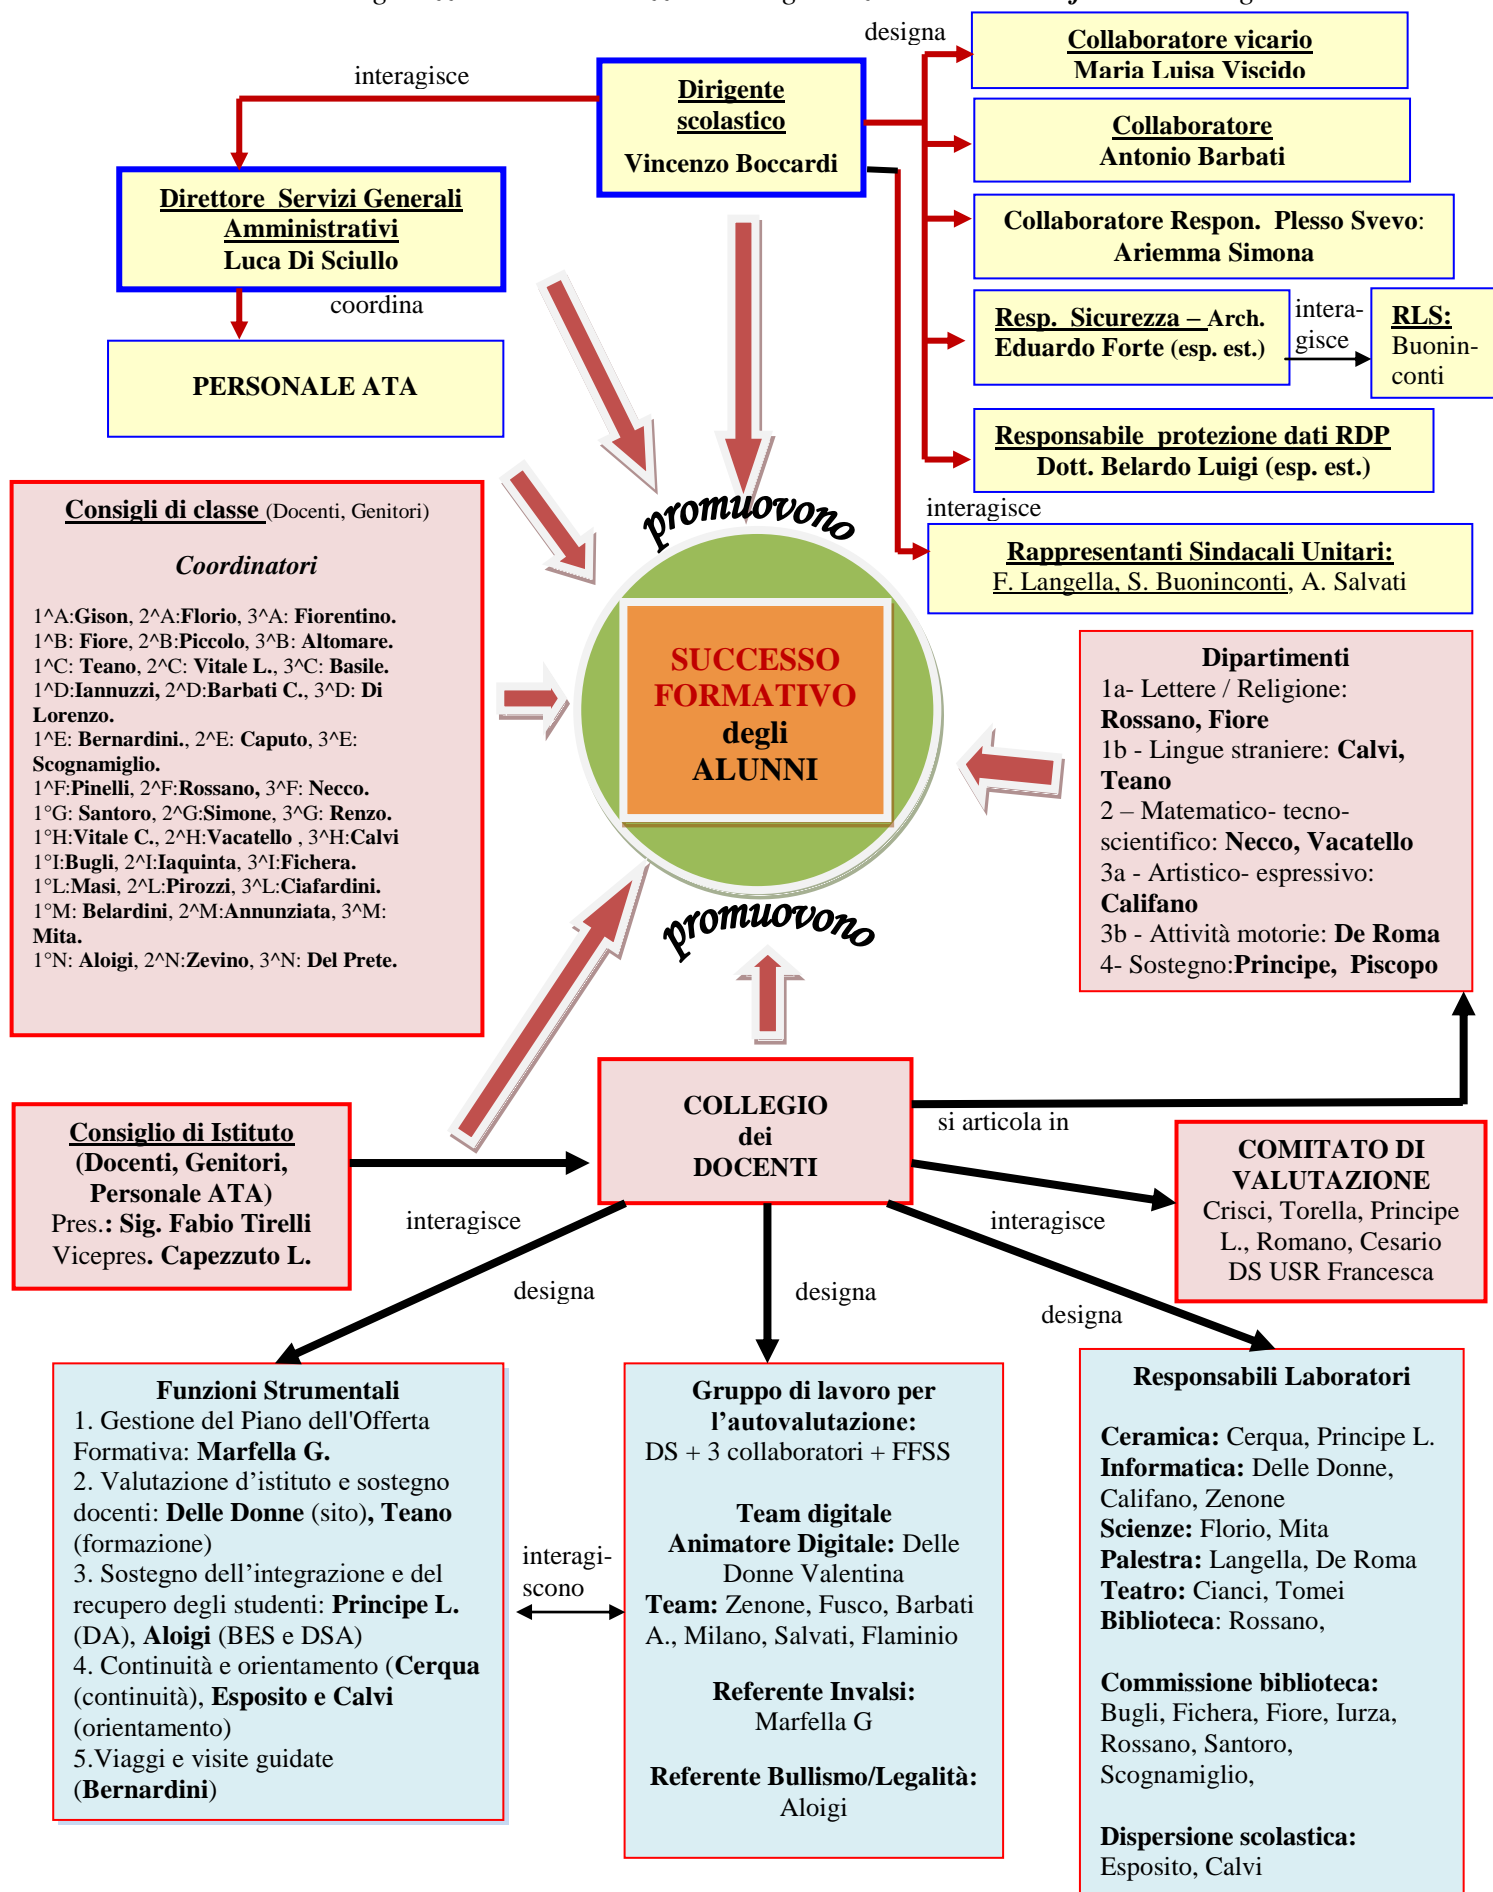 designa
Collaboratore vicario
Maria Luisa Viscido
interagisce
Dirigente
scolastico
Vincenzo Boccardi
Collaboratore
Antonio Barbati
Direttore Servizi Generali
Amministrativi
Luca Di Sciullo
Collaboratore Respon. Plesso Svevo:
Ariemma Simona
coordina
PERSONALE ATA
Resp. Sicurezza – Arch.
Eduardo Forte (esp. est.)
intera-
gisce
RLS:
Buonin-
conti
Responsabile protezione dati RDP
Dott. Belardo Luigi (esp. est.)
interagisce
Rappresentanti Sindacali Unitari:
F. Langella, S. Buoninconti, A. Salvati
Consigli di classe (Docenti, Genitori)
Coordinatori
1^A:Gison, 2^A:Florio, 3^A: Fiorentino.
1^B: Fiore, 2^B:Piccolo, 3^B: Altomare.
1^C: Teano, 2^C: Vitale L., 3^C: Basile.
1^D:Iannuzzi, 2^D:Barbati C., 3^D: Di
Lorenzo.
1^E: Bernardini., 2^E: Caputo, 3^E:
Scognamiglio.
1^F:Pinelli, 2^F:Rossano, 3^F: Necco.
1°G: Santoro, 2^G:Simone, 3^G: Renzo.
1°H:Vitale C., 2^H:Vacatello , 3^H:Calvi
1°I:Bugli, 2^I:Iaquinta, 3^I:Fichera.
1°L:Masi, 2^L:Pirozzi, 3^L:Ciafardini.
1°M: Belardini, 2^M:Annunziata, 3^M:
Mita.
1°N: Aloigi, 2^N:Zevino, 3^N: Del Prete.
promuovono
SUCCESSO
FORMATIVO
degli
ALUNNI
promuovono
Dipartimenti
1a- Lettere / Religione:
Rossano, Fiore
1b - Lingue straniere: Calvi,
Teano
2 – Matematico- tecno-
scientifico: Necco, Vacatello
3a - Artistico- espressivo:
Califano
3b - Attività motorie: De Roma
4- Sostegno:Principe, Piscopo
Consiglio di Istituto
(Docenti, Genitori,
Personale ATA)
Pres.: Sig. Fabio Tirelli
Vicepres. Capezzuto L.
COLLEGIO
dei
DOCENTI
si articola in
COMITATO DI
VALUTAZIONE
Crisci, Torella, Principe
L., Romano, Cesario
DS USR Francesca
interagisce
interagisce
designa
designa
designa
Funzioni Strumentali
1. Gestione del Piano dell'Offerta
Formativa: Marfella G.
2. Valutazione d’istituto e sostegno
docenti: Delle Donne (sito), Teano
(formazione)
3. Sostegno dell’integrazione e del
recupero degli studenti: Principe L.
(DA), Aloigi (BES e DSA)
4. Continuità e orientamento (Cerqua
(continuità), Esposito e Calvi
(orientamento)
5.Viaggi e visite guidate
(Bernardini)
interagi-
scono
Gruppo di lavoro per
l’autovalutazione:
DS + 3 collaboratori + FFSS
Team digitale
Animatore Digitale: Delle
Donne Valentina
Team: Zenone, Fusco, Barbati
A., Milano, Salvati, Flaminio
Referente Invalsi:
Marfella G
Referente Bullismo/Legalità:
Aloigi
Responsabili Laboratori
Ceramica: Cerqua, Principe L.
Informatica: Delle Donne,
Califano, Zenone
Scienze: Florio, Mita
Palestra: Langella, De Roma
Teatro: Cianci, Tomei
Biblioteca: Rossano,
Commissione biblioteca:
Bugli, Fichera, Fiore, Iurza,
Rossano, Santoro,
Scognamiglio,
Dispersione scolastica:
Esposito, Calvi